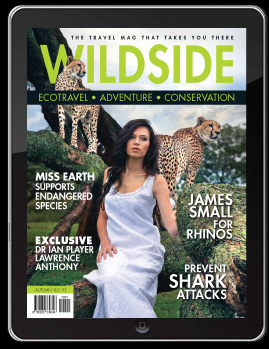 THE TRAVEL MAG THAT TAKES YOU THERE
WILDSIDE
ECOTRAVEL • ADVENTURE • CONSERVATION
MISS EARTH
SUPPORTS
ENDANGERED
SPECIES
JAMES
SMALL
FOR
RHINOS
EXCLUSIVE
DR IAN PLAYER
LAWRENCE
ANTHONY
PREVENT
SHARK
ATTACKS
AUTUMN